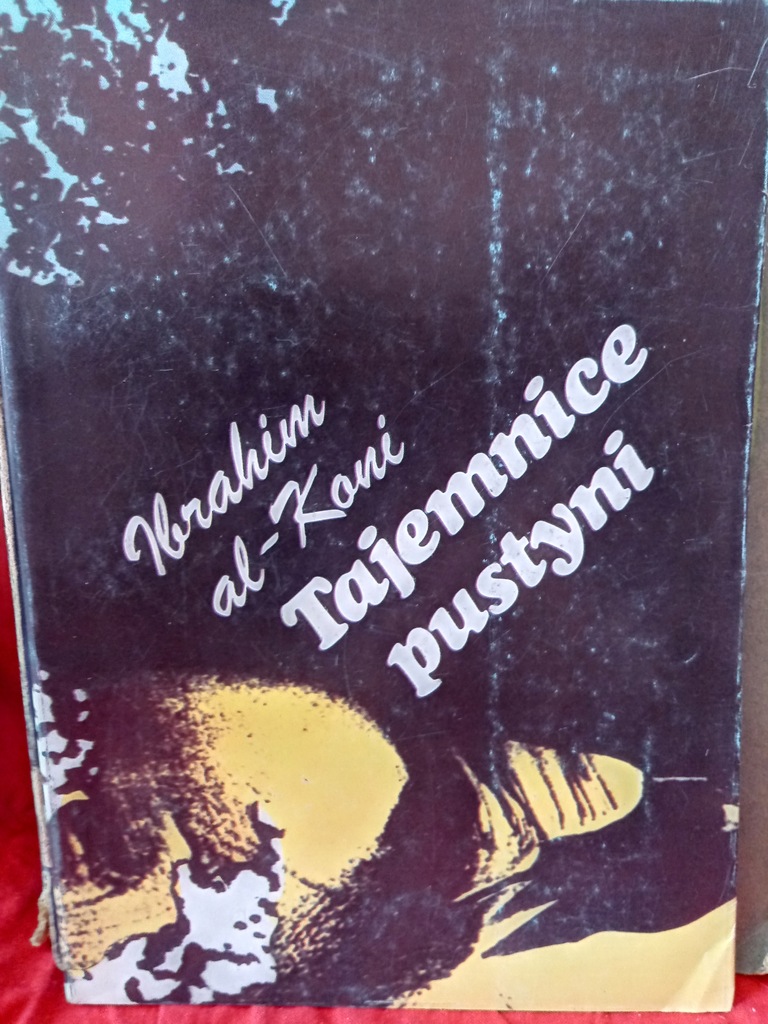 Ibrahim
al-Koni
Tajemnice
pustyni